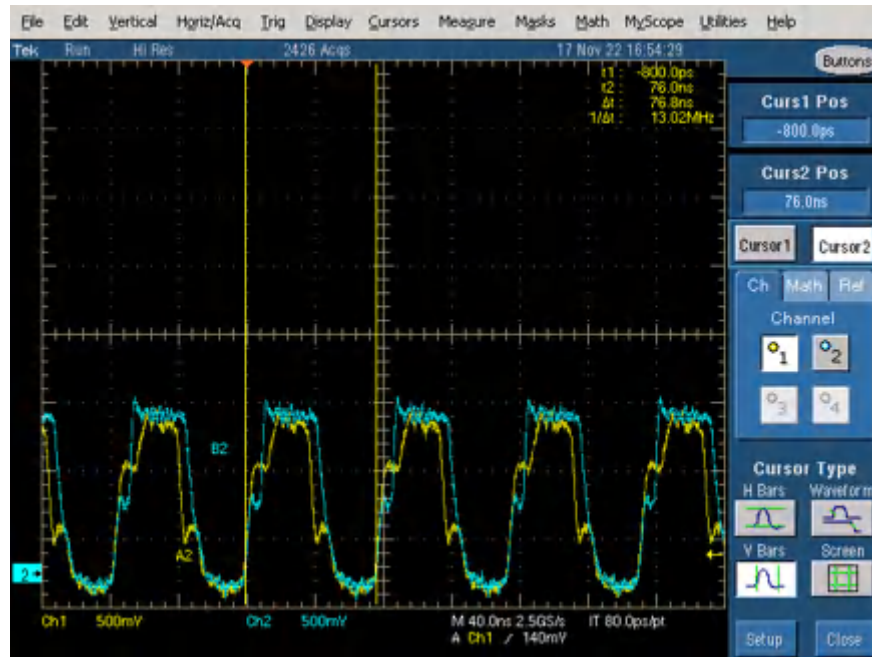 File Edit Vertical Horiz/Acq Trig Display Cursors Measure Masks Math MyScope Utilities Help
Tek Run Hi Res 2426 Acqs 17 Nov 22 16:54:29
Buttons
t1 : -800.0ps
t2 : 76.0ns
Δt : 76.8ns
1/Δt : 13.02MHz
Curs1 Pos
-800.0ps
Curs2 Pos
76.0ns
Cursor1 Cursor2
Ch Math Ref
Channel
1 2
3 4
B2
A2
2
Cursor Type
H Bars Waveform
V Bars Screen
Setup Close
Ch1 500mV Ch2 500mV M 40.0ns 2.5GS/s IT 80.0ps/pt
A Ch1 / 140mV